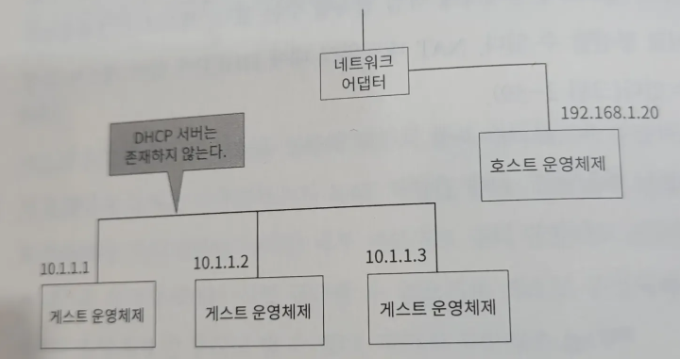 네트워크
어댑터
192.168.1.20
호스트 운영체제
DHCP 서버는
존재하지 않는다.
10.1.1.1
10.1.1.2
10.1.1.3
게스트 운영체제
게스트 운영체제
게스트 운영체제